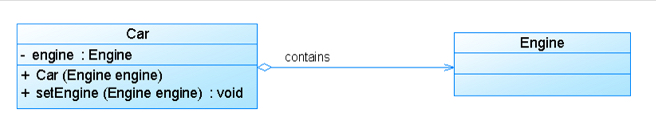 Car
- engine : Engine
+ Car (Engine engine)
+ setEngine (Engine engine) : void
contains
Engine